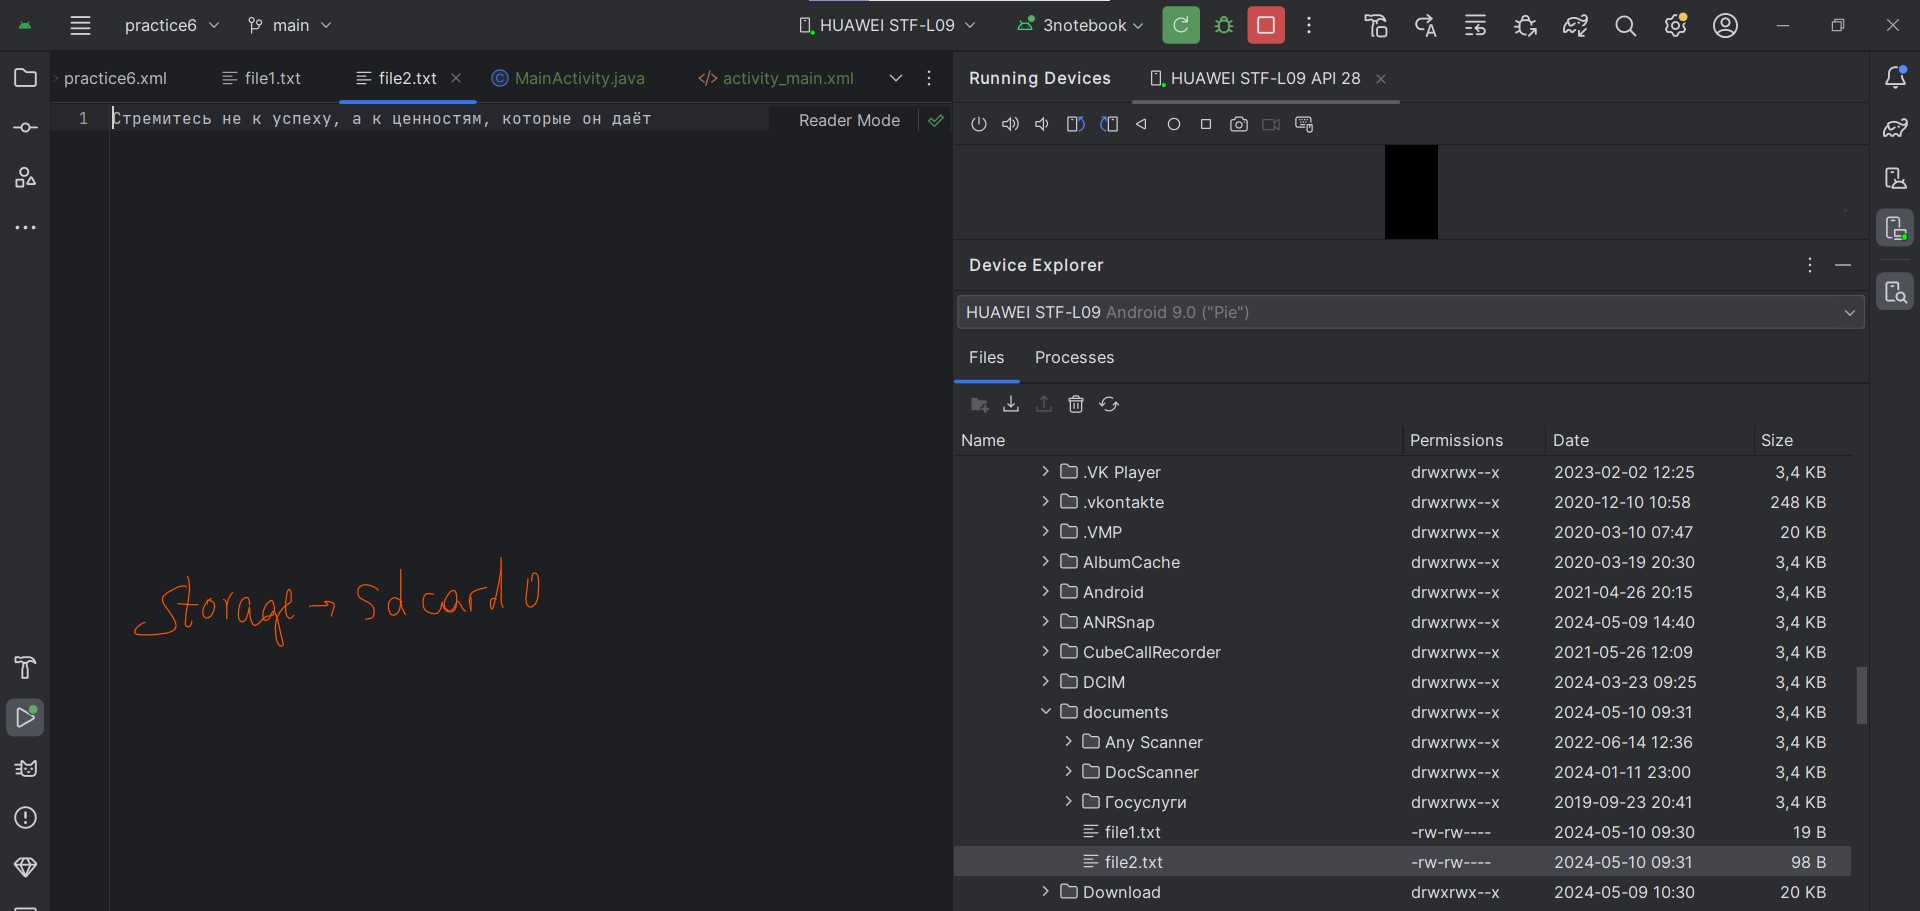 practice6
main
HUAWEI STF-L09
3notebook
practice6.xml
file1.txt
file2.txt
MainActivity.java
activity_main.xml
Running Devices
HUAWEI STF-L09 API 28
1 Стремитесь не к успеху, а к ценностям, которые он даёт
Reader Mode
Device Explorer
HUAWEI STF-L09 Android 9.0 ("Pie")
Files Processes
Name Permissions Date Size
.VK Player drwxrwx--x 2023-02-02 12:25 3,4 KB
.vkontakte drwxrwx--x 2020-12-10 10:58 248 KB
.VMP drwxrwx--x 2020-03-10 07:47 20 KB
AlbumCache drwxrwx--x 2020-03-19 20:30 3,4 KB
Android drwxrwx--x 2021-04-26 20:15 3,4 KB
ANRSnap drwxrwx--x 2024-05-09 14:40 3,4 KB
CubeCallRecorder drwxrwx--x 2021-05-26 12:09 3,4 KB
DCIM drwxrwx--x 2024-03-23 09:25 3,4 KB
documents drwxrwx--x 2024-05-10 09:31 3,4 KB
Any Scanner drwxrwx--x 2022-06-14 12:36 3,4 KB
DocScanner drwxrwx--x 2024-01-11 23:00 3,4 KB
Госуслуги drwxrwx--x 2019-09-23 20:41 3,4 KB
file1.txt -rw-rw---- 2024-05-10 09:30 19 B
file2.txt -rw-rw---- 2024-05-10 09:31 98 B
Download drwxrwx--x 2024-05-09 10:30 20 KB
Storage → sdcard 0